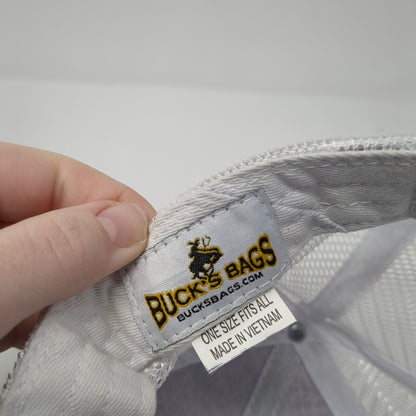 BUCK'S BAGS
BUCKSBAGS.COM
ONE SIZE FITS ALL
MADE IN VIETNAM